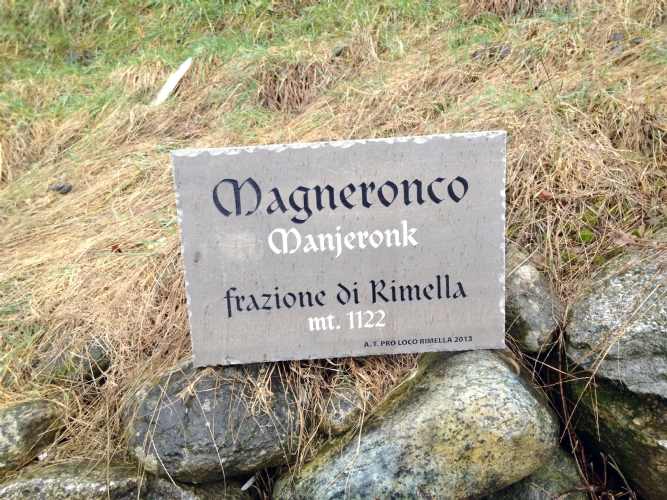 Magneronco
Manjeronk
frazione di Rimella
mt. 1122
A. T. PRO LOCO RIMELLA 2013